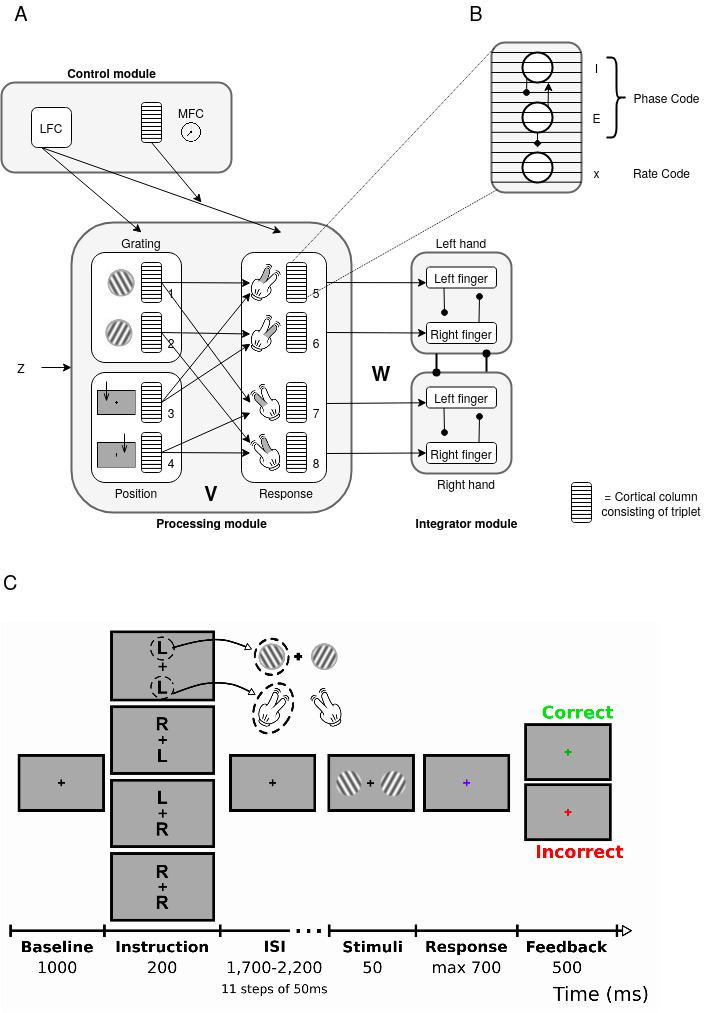 A
B
Control module
LFC
MFC
I
E
x
Phase Code
Rate Code
Grating
1
2
3
4
5
6
7
8
Z
Position
V
Response
Processing module
Left hand
Left finger
Right finger
W
Left finger
Right finger
Right hand
Integrator module
= Cortical column
consisting of triplet
C
L
+
L
R
+
L
L
+
R
R
+
R
+
+
+
+
+
Correct
+
+
Incorrect
Baseline
1000
Instruction
200
ISI
1,700-2,200
11 steps of 50ms
Stimuli
50
Response
max 700
Feedback
500
Time (ms)